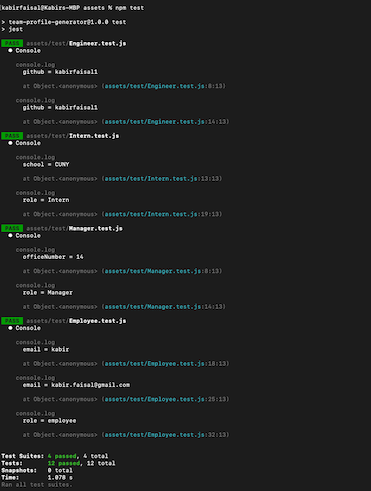 kabirfaisal@Kabirs-MBP assets % npm test
> team-profile-generator@1.0.0 test
> jest
PASS assets/test/Engineer.test.js
● Console
console.log
github = kabirfaisal1
at Object.<anonymous> (assets/test/Engineer.test.js:8:13)
console.log
github = kabirfaisal1
at Object.<anonymous> (assets/test/Engineer.test.js:14:13)
PASS assets/test/Intern.test.js
● Console
console.log
school = CUNY
at Object.<anonymous> (assets/test/Intern.test.js:13:13)
console.log
role = Intern
at Object.<anonymous> (assets/test/Intern.test.js:19:13)
PASS assets/test/Manager.test.js
● Console
console.log
officeNumber = 14
at Object.<anonymous> (assets/test/Manager.test.js:8:13)
console.log
role = Manager
at Object.<anonymous> (assets/test/Manager.test.js:14:13)
PASS assets/test/Employee.test.js
● Console
console.log
email = kabir
at Object.<anonymous> (assets/test/Employee.test.js:18:13)
console.log
email = kabir.faisal@gmail.com
at Object.<anonymous> (assets/test/Employee.test.js:25:13)
console.log
role = employee
at Object.<anonymous> (assets/test/Employee.test.js:32:13)
Test Suites: 4 passed, 4 total
Tests: 12 passed, 12 total
Snapshots: 0 total
Time: 1.078 s
Ran all test suites.